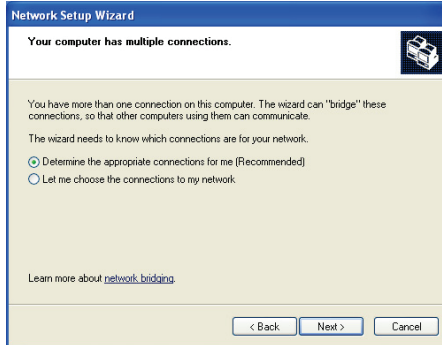 Network Setup Wizard
Your computer has multiple connections.
You have more than one connection on this computer. The wizard can "bridge" these
connections, so that other computers using them can communicate.
The wizard needs to know which connections are for your network.
Determine the appropriate connections for me (Recommended)
Let me choose the connections to my network
Learn more about network bridging.
< Back Next > Cancel